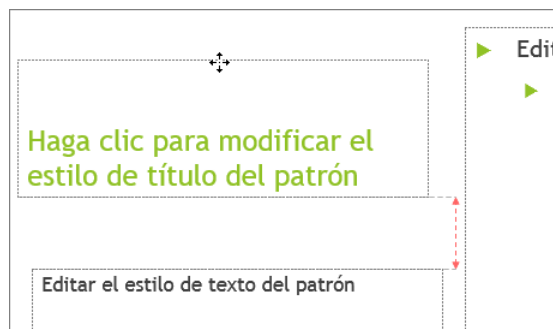 Haga clic para modificar el
estilo de título del patrón
Editar el estilo de texto del patrón